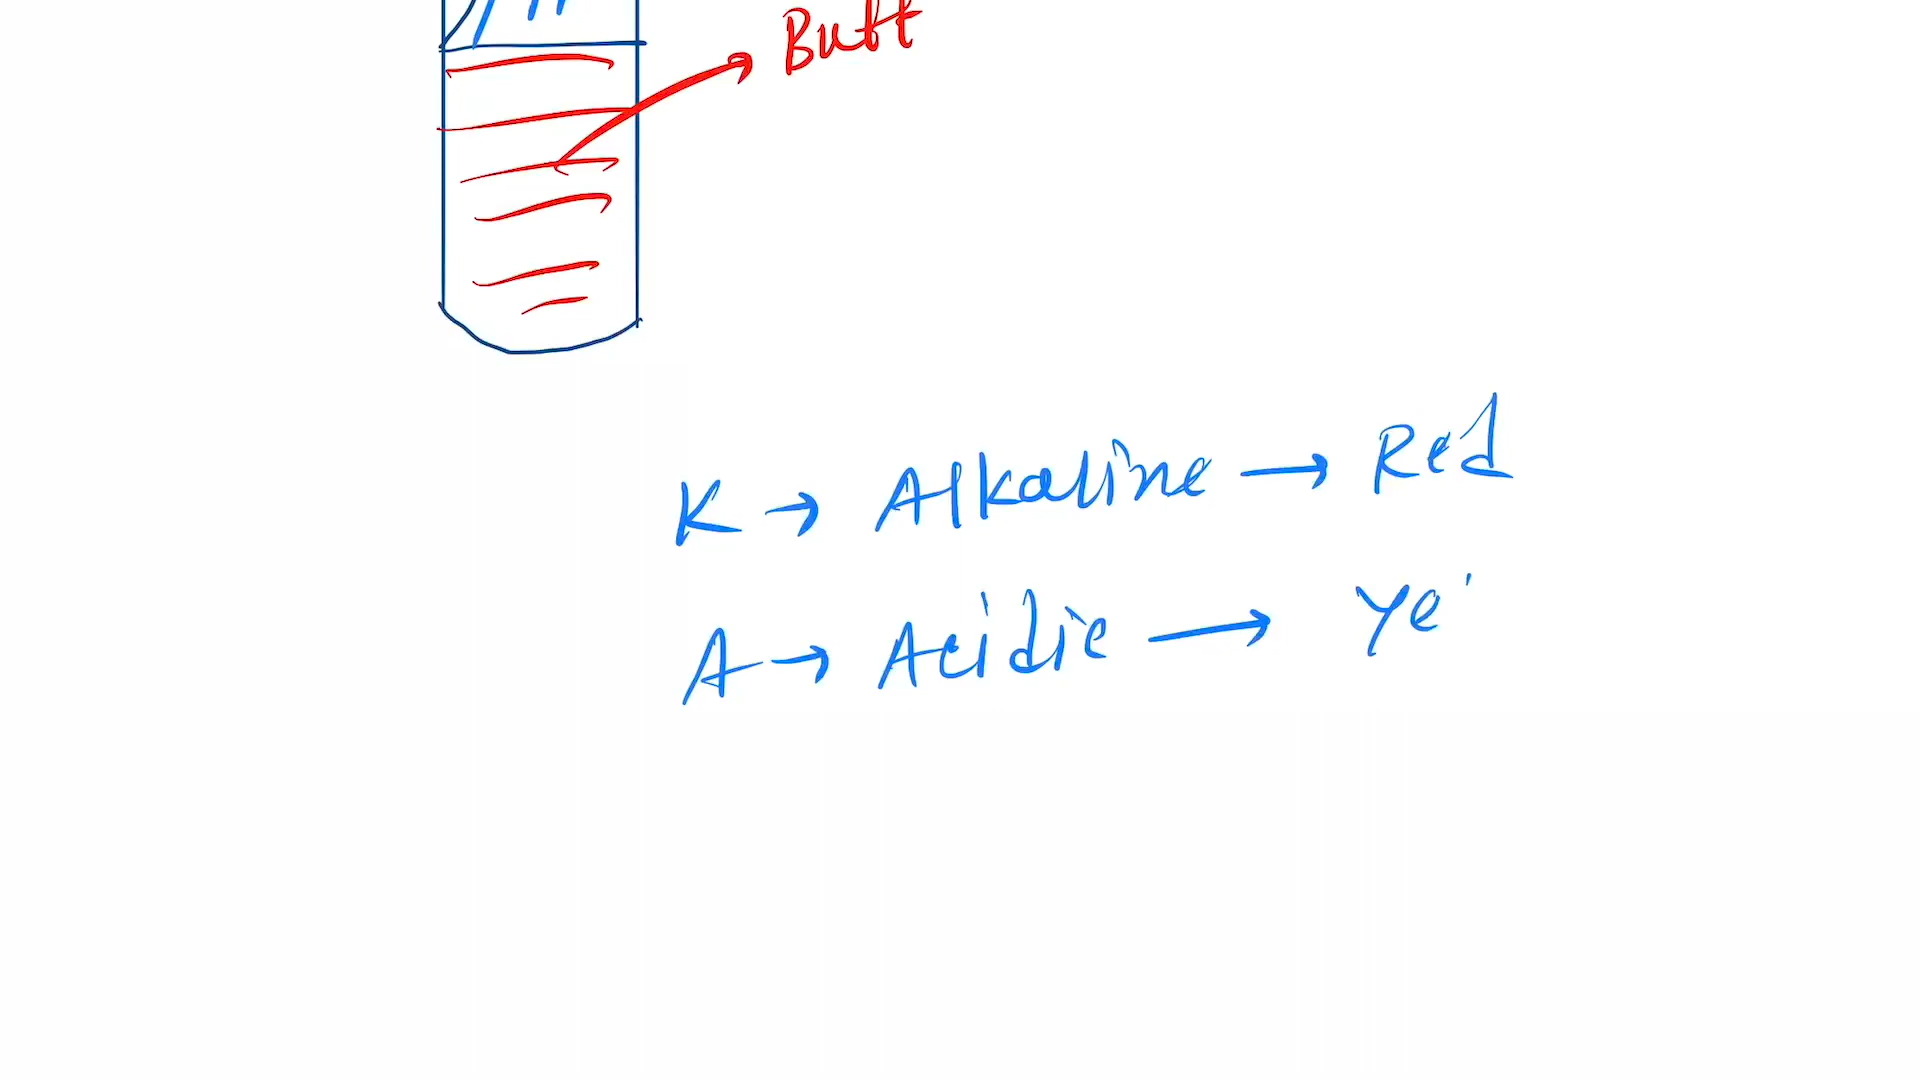 Butt
K → Alkaline → Red
A → Acidic → Ye